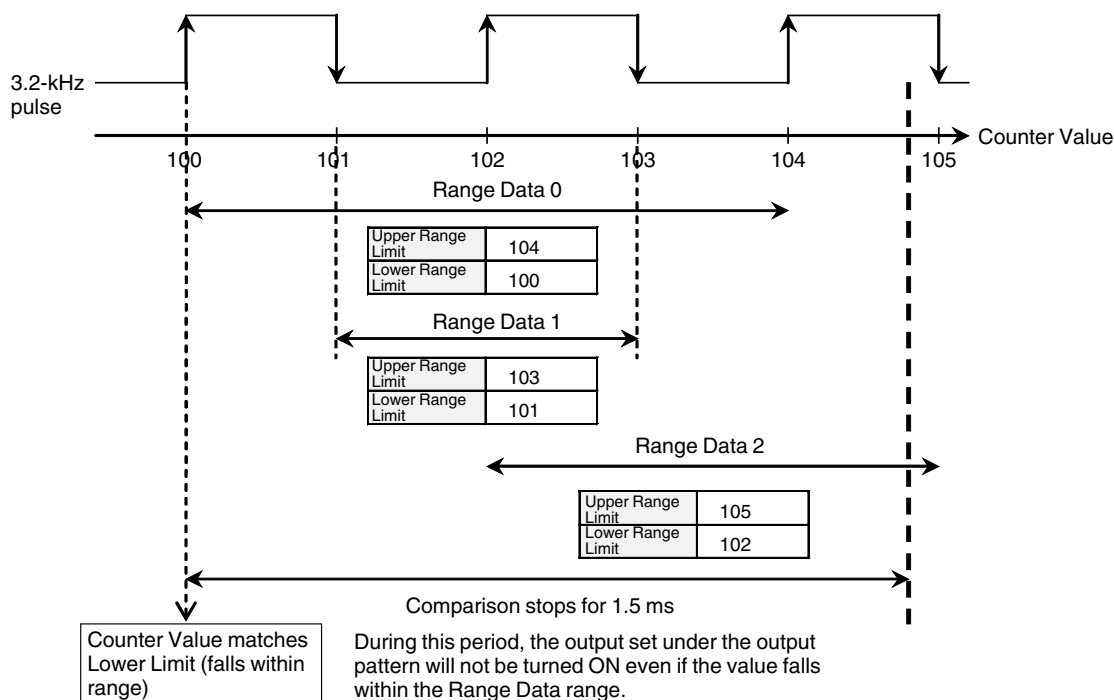 3.2-kHz
pulse
Counter Value
100 101 102 103 104 105
Range Data 0
Upper Range
Limit
104
Lower Range
Limit
100
Range Data 1
Upper Range
Limit
103
Lower Range
Limit
101
Range Data 2
Upper Range
Limit
105
Lower Range
Limit
102
Comparison stops for 1.5 ms
Counter Value matches
Lower Limit (falls within
range)
During this period, the output set under the output
pattern will not be turned ON even if the value falls
within the Range Data range.